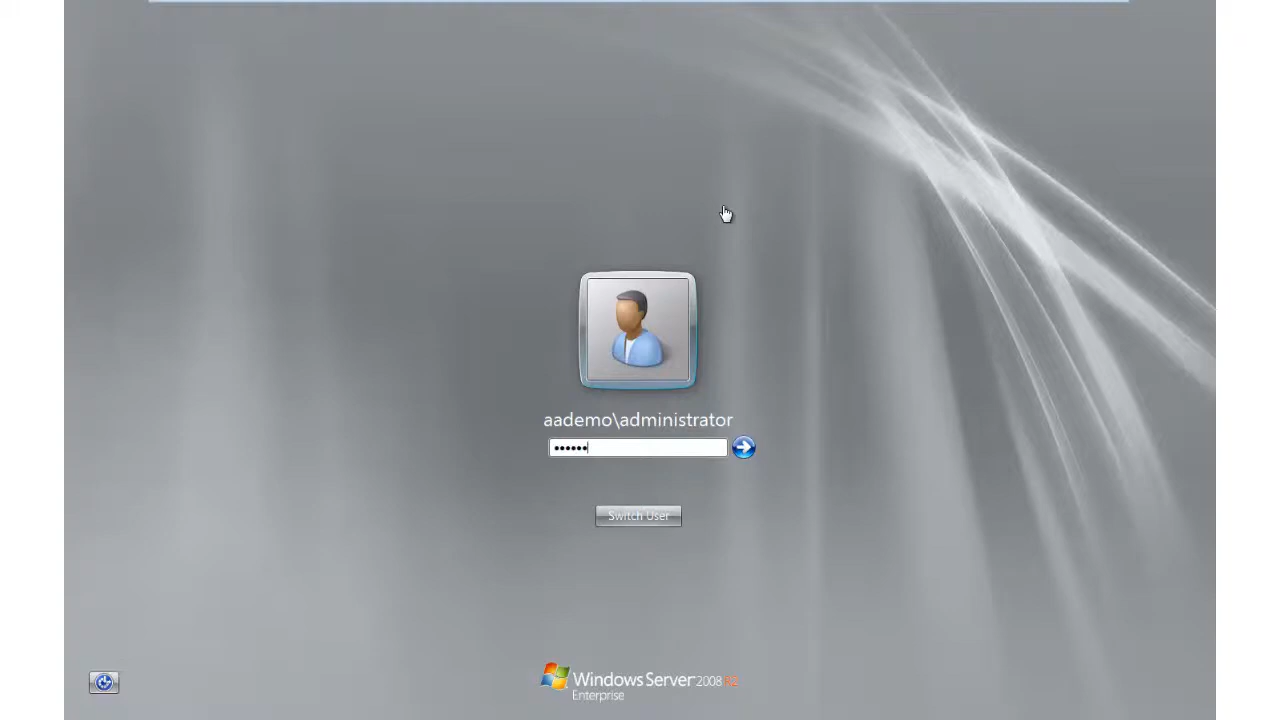 aademo\administrator
••••••
Switch User
Windows Server 2008 R2
Enterprise